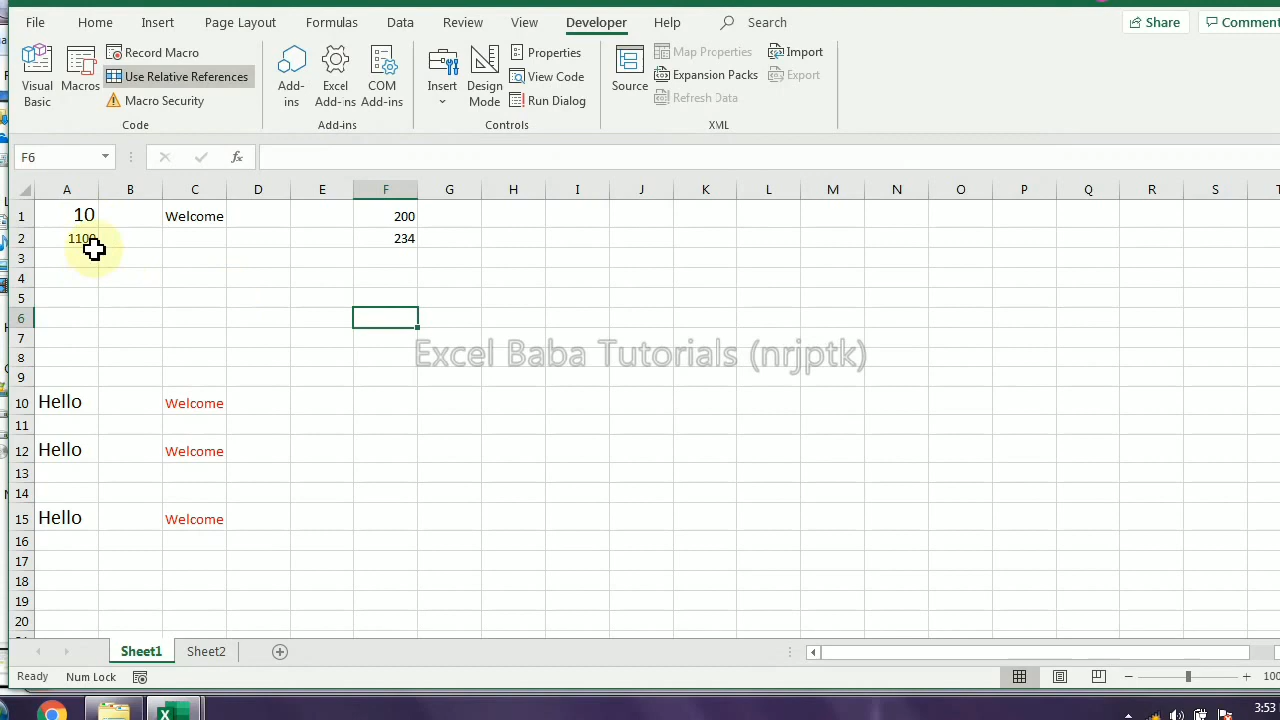 File Home Insert Page Layout Formulas Data Review View Developer Help Search Share
Record Macro Properties Map Properties Import
Use Relative References View Code Expansion Packs Export
Macro Security Run Dialog Refresh Data
Visual Basic Macros Add-ins Excel Add-ins COM Add-ins Insert Design Mode Source
Code Add-ins Controls XML
F6 fx
A B C D E F G H I J K L M N O P Q R S
1 10 Welcome 200
2 1100 234
3
4
5
6
7
8
Excel Baba Tutorials (nrjptk)
9
10 Hello Welcome
11
12 Hello Welcome
13
14
15 Hello Welcome
16
17
18
19
20
Sheet1 Sheet2
Ready Num Lock
3:53